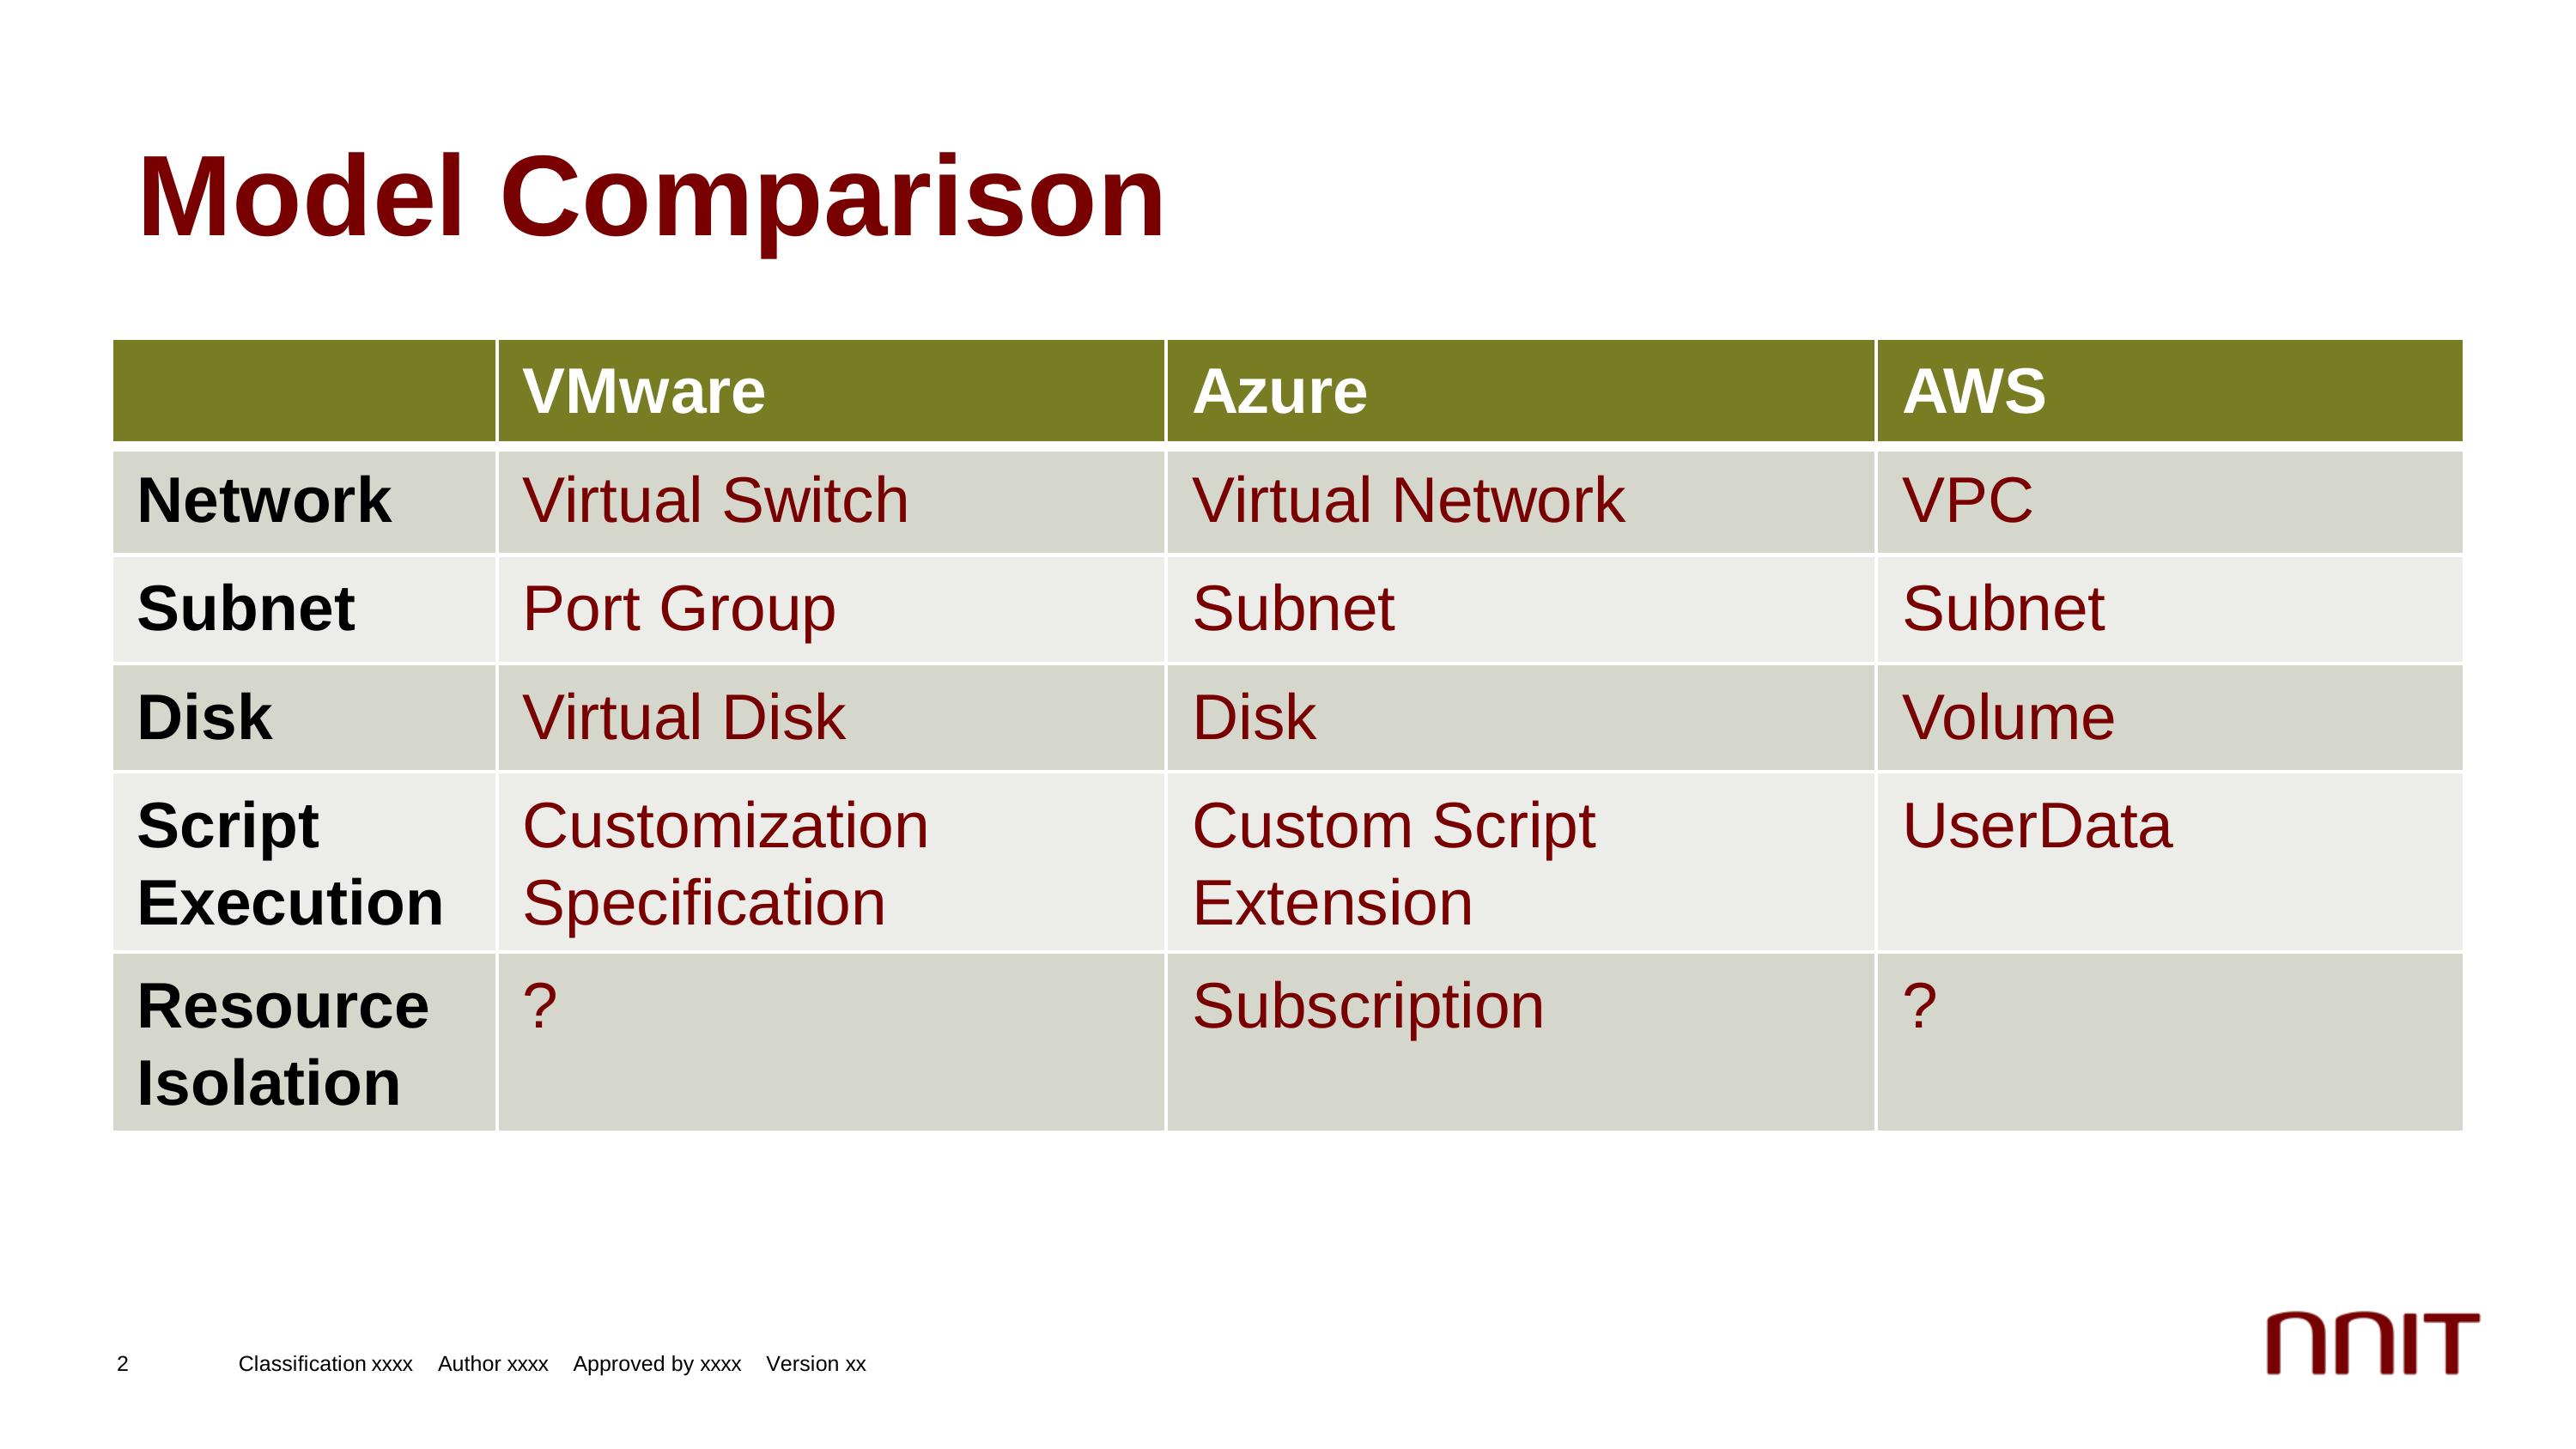 Model Comparison
VMware Azure AWS
Network Virtual Switch Virtual Network VPC
Subnet Port Group Subnet Subnet
Disk Virtual Disk Disk Volume
Script Customization Custom Script UserData
Execution Specification Extension
Resource ? Subscription ?
Isolation
2 Classification xxxx Author xxxx Approved by xxxx Version xx
nnIT